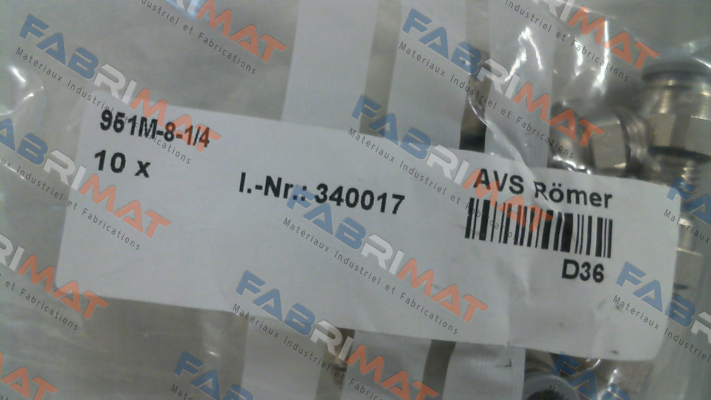 951M-8-1/4
10 x
I.-Nr.: 340017
AVS Römer
D36
FABRIMAT
Materiaux Industriel et Fabrications